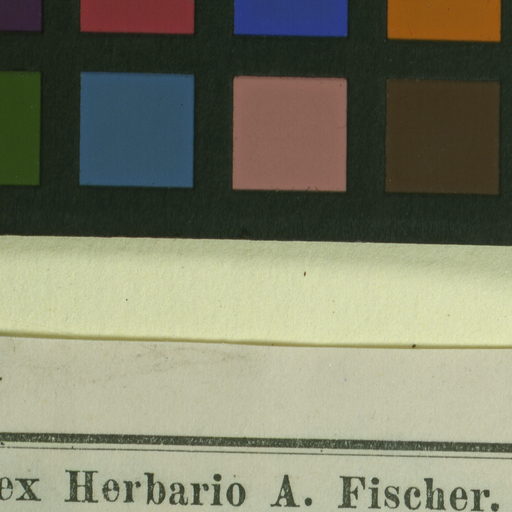 ex Herbario A. Fischer.